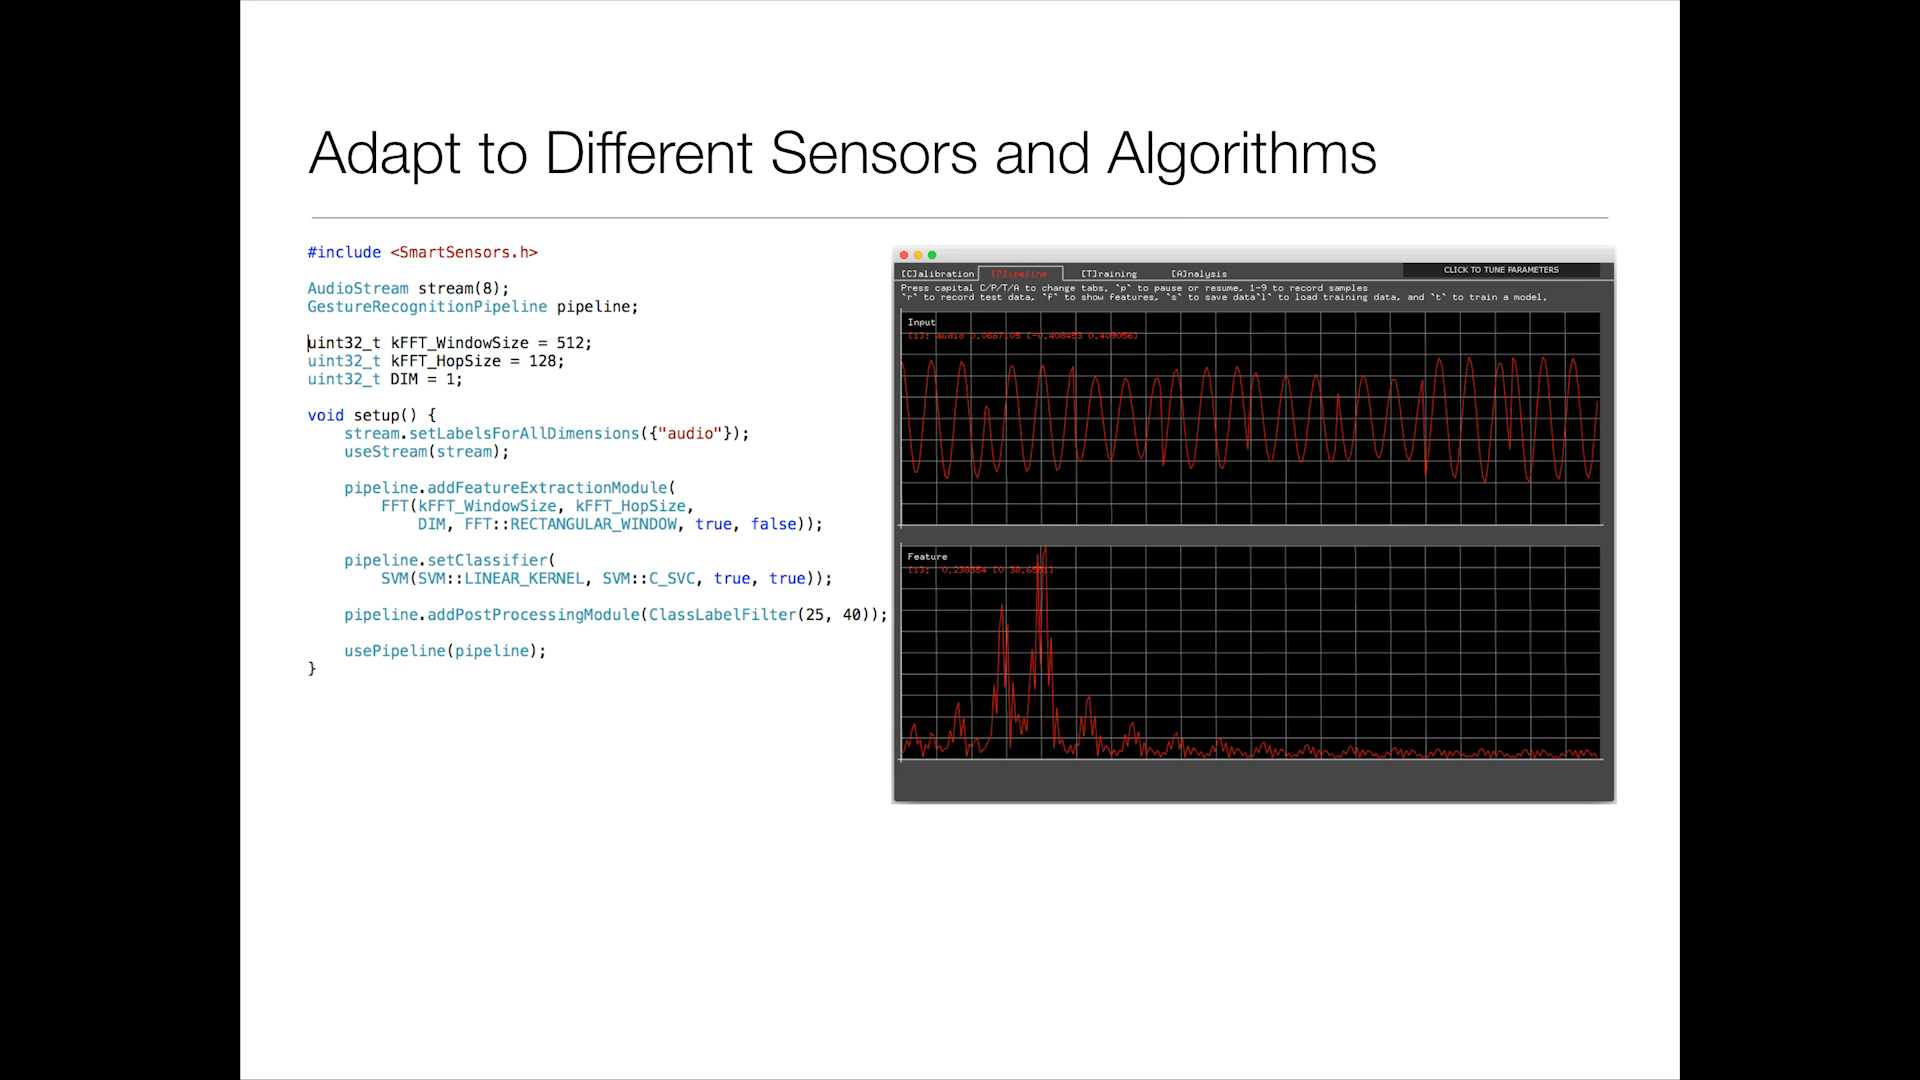 Adapt to Different Sensors and Algorithms
#include <SmartSensors.h>
AudioStream stream(8);
GestureRecognitionPipeline pipeline;
uint32_t kFFT_WindowSize = 512;
uint32_t kFFT_HopSize = 128;
uint32_t DIM = 1;
void setup() {
stream.setLabelsForAllDimensions({"audio"});
useStream(stream);
pipeline.addFeatureExtractionModule(
FFT(kFFT_WindowSize, kFFT_HopSize,
DIM, FFT::RECTANGULAR_WINDOW, true, false));
pipeline.setClassifier(
SVM(SVM::LINEAR_KERNEL, SVM::C_SVC, true, true));
pipeline.addPostProcessingModule(ClassLabelFilter(25, 40));
usePipeline(pipeline);
}
[C]alibration [P]ipeline [T]raining [A]nalysis CLICK TO TUNE PARAMETERS
Press capital C/P/T/A to change tabs. `p` to pause or resume, 1-9 to record samples
`r` to record test data, `f` to show features, `s` to save data`l` to load training data, and `t` to train a model.
Input
[1]: audio
Feature
[1]: